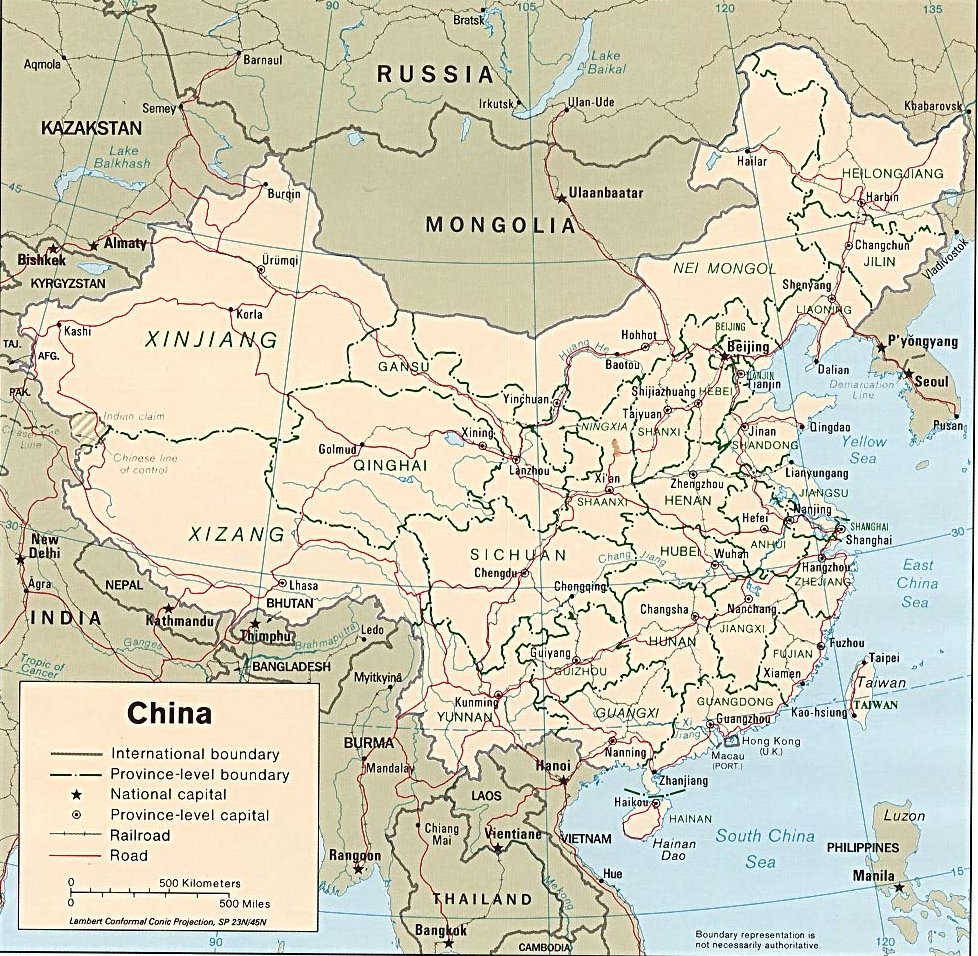 75
90
105
120
135
Bratsk
Aqmola
Barnaul
RUSSIA
Lake
Baikal
Semey
Irkutsk
Ulan-Ude
Khabarovsk
KAZAKSTAN
Lake
Balkhash
Hailar
HEILONGJIANG
45
Burqin
Ulaanbaatar
Harbin
MONGOLIA
Almaty
Bishkek
Changchun
JILIN
Vladivostok
KYRGYZSTAN
Ürümqi
NEI MONGOL
Shenyang
LIAONING
Korla
Kashi
XINJIANG
Hohhot
BEIJING
Beijing
P'yŏngyang
TAJ.
AFG.
Huang He
Baotou
GANSU
Dalian
Seoul
TIANJIN
Tianjin
Demarcation
Line
PAK.
Yinchuan
Shijiazhuang
HEBEI
Taiyuan
Indian claim
NINGXIA
SHANXI
Jinan
Qingdao
Pusan
SHANDONG
Yellow
Sea
Chinese line
of control
Golmud
Xining
QINGHAI
Lanzhou
Xi'an
Zhengzhou
Lianyungang
SHAANXI
HENAN
JIANGSU
30
XIZANG
Hefei
Nanjing
SHANGHAI
Shanghai
30
New
Delhi
SICHUAN
Chang Jiang
HUBEI
Wuhan
ANHUI
Hangzhou
ZHEJIANG
East
China
Sea
Agra
NEPAL
Lhasa
Chengdu
Chongqing
BHUTAN
INDIA
Kathmandu
Thimphu
Changsha
Nanchang
JIANGXI
Ganges
Brahmaputra
Ledo
HUNAN
Guiyang
GUIZHOU
FUJIAN
Fuzhou
Tropic of
Cancer
BANGLADESH
Myitkyina
Xiamen
Taipei
Taiwan
TAIWAN
Kao-hsiung
Kunming
YUNNAN
GUANGXI
GUANGDONG
Guangzhou
Xi
Jiang
Hong Kong
(U.K.)
Macau
(PORT.)
BURMA
Mandalay
Nanning
Hanoi
Zhanjiang
LAOS
Haikou
HAINAN
Hainan
Dao
South China
Sea
Luzon
Chiang
Mai
Vientiane
VIETNAM
PHILIPPINES
Rangoon
Hue
Manila
15
Mekong
THAILAND
Bangkok
CAMBODIA
90
105
120
China
International boundary
Province-level boundary
National capital
Province-level capital
Railroad
Road
0 500 Kilometers
0 500 Miles
Lambert Conformal Conic Projection, SP 23N/45N
Boundary representation is
not necessarily authoritative.